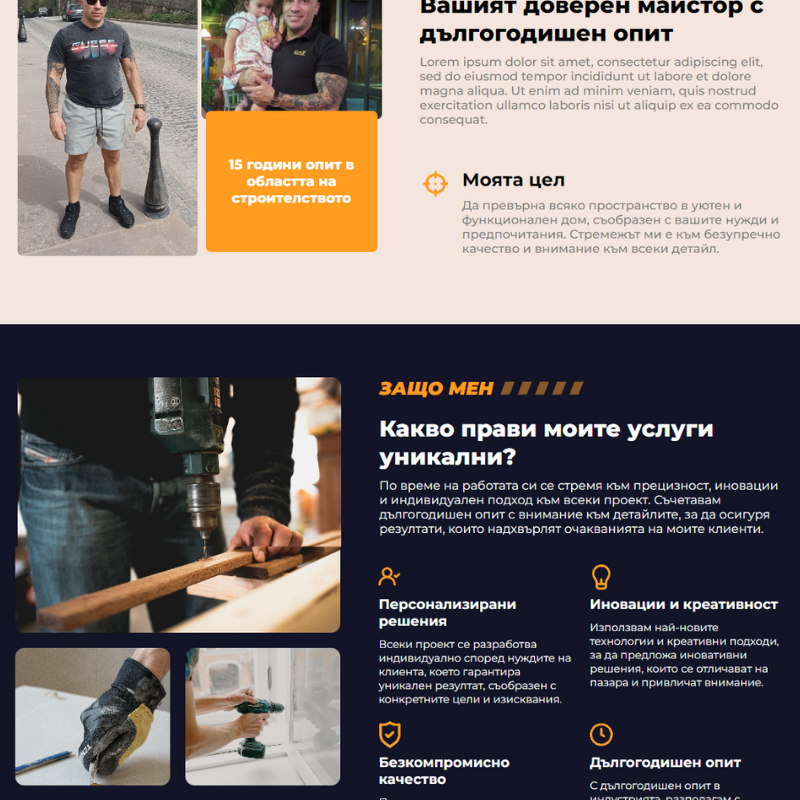 Вашият доверен майстор с
дългогодишен опит
Lorem ipsum dolor sit amet, consectetur adipiscing elit,
sed do eiusmod tempor incididunt ut labore et dolore
magna aliqua. Ut enim ad minim veniam, quis nostrud
exercitation ullamco laboris nisi ut aliquip ex ea commodo
consequat.
GUESS
EA7
15 години опит в
областта на
строителството
Моята цел
Да превърна всяко пространство в уютен и
функционален дом, съобразен с вашите нужди и
предпочитания. Стремежът ми е към безупречно
качество и внимание към всеки детайл.
ЗАЩО МЕН
Какво прави моите услуги
уникални?
По време на работата си се стремя към прецизност, иновации
и индивидуален подход към всеки проект. Съчетавам
дългогодишен опит с внимание към детайлите, за да осигуря
резултати, които надхвърлят очакванията на моите клиенти.
Персонализирани
решения
Всеки проект се разработва
индивидуално според нуждите на
клиента, което гарантира
уникален резултат, съобразен с
конкретните цели и изисквания.
Иновации и креативност
Използвам най-новите
технологии и креативни подходи,
за да предложа иновативни
решения, които се отличават на
пазара и привличат внимание.
Безкомпромисно
качество
Дългогодишен опит
С дългогодишен опит в
индустрията, разполагам с